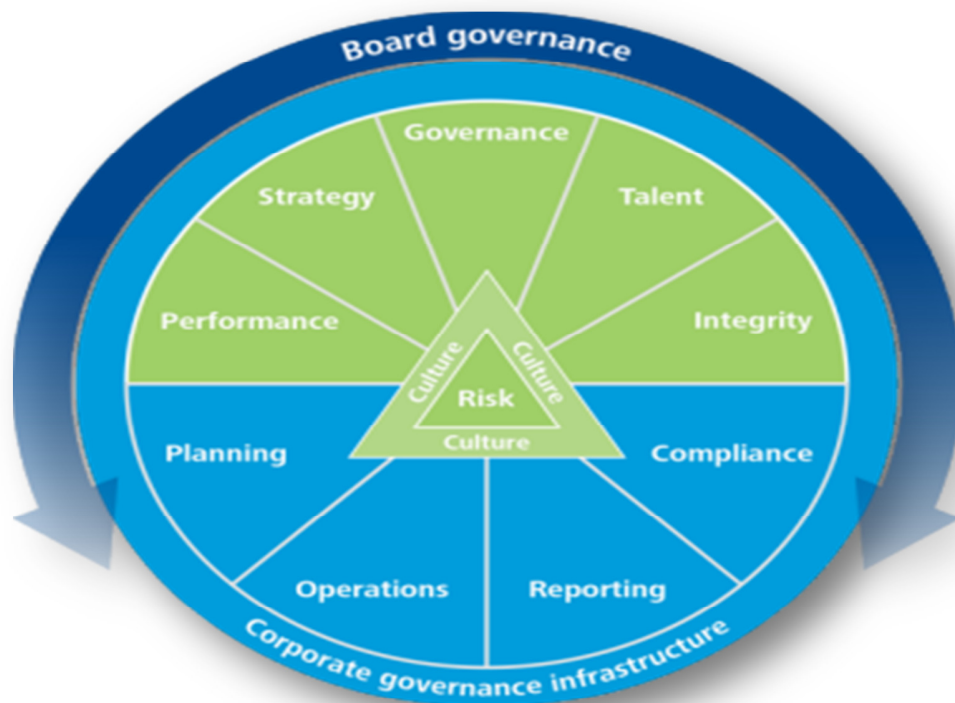 Board governance
Governance
Strategy
Talent
Performance
Integrity
Culture
Culture
Risk
Culture
Planning
Compliance
Operations
Reporting
Corporate governance infrastructure